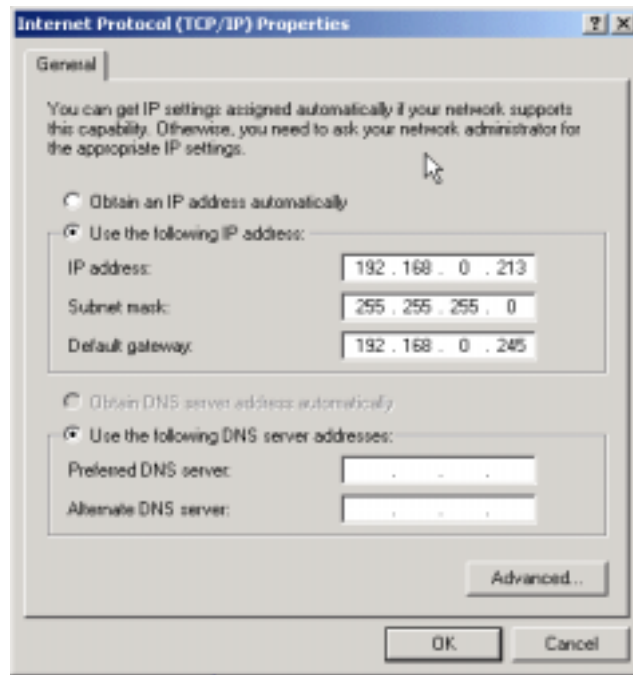 Internet Protocol (TCP/IP) Properties
General
You can get IP settings assigned automatically if your network supports
this capability. Otherwise, you need to ask your network administrator for
the appropriate IP settings.
Obtain an IP address automatically
Use the following IP address:
IP address: 192 . 168 . 0 . 213
Subnet mask: 255 . 255 . 255 . 0
Default gateway: 192 . 168 . 0 . 245
Obtain DNS server address automatically
Use the following DNS server addresses:
Preferred DNS server: . . .
Alternate DNS server: . . .
Advanced...
OK Cancel